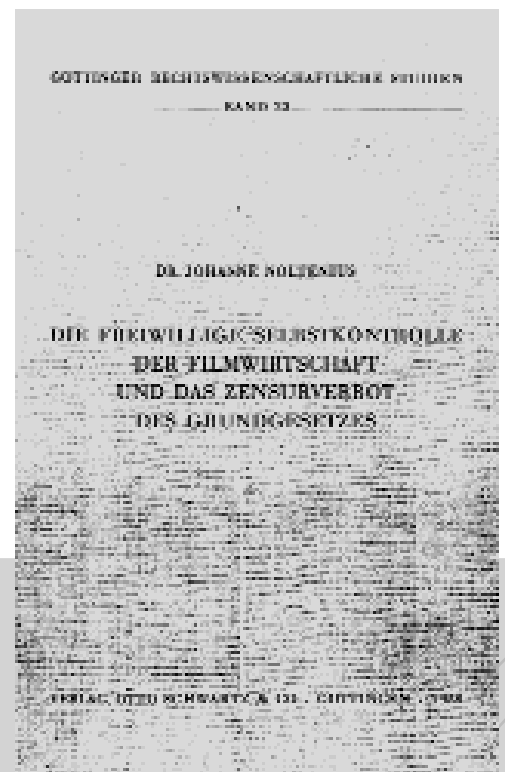 GÖTTINGER RECHTSWISSENSCHAFTLICHE STUDIEN
BAND
DR. JOHANNE NOLTENIUS
DIE FREIWILLIGE SELBSTKONTROLLE
DER FILMWIRTSCHAFT
UND DAS ZENSURVERBOT
DES GRUNDGESETZES
VERLAG OTTO SCHWARTZ & CO. GÖTTINGEN